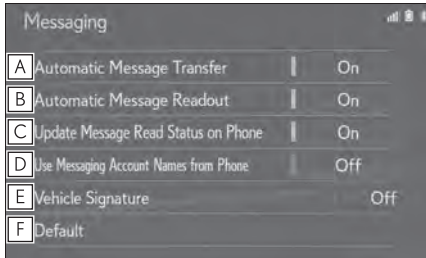 Messaging
A Automatic Message Transfer On
B Automatic Message Readout On
C Update Message Read Status on Phone On
D Use Messaging Account Names from Phone Off
E Vehicle Signature Off
F Default